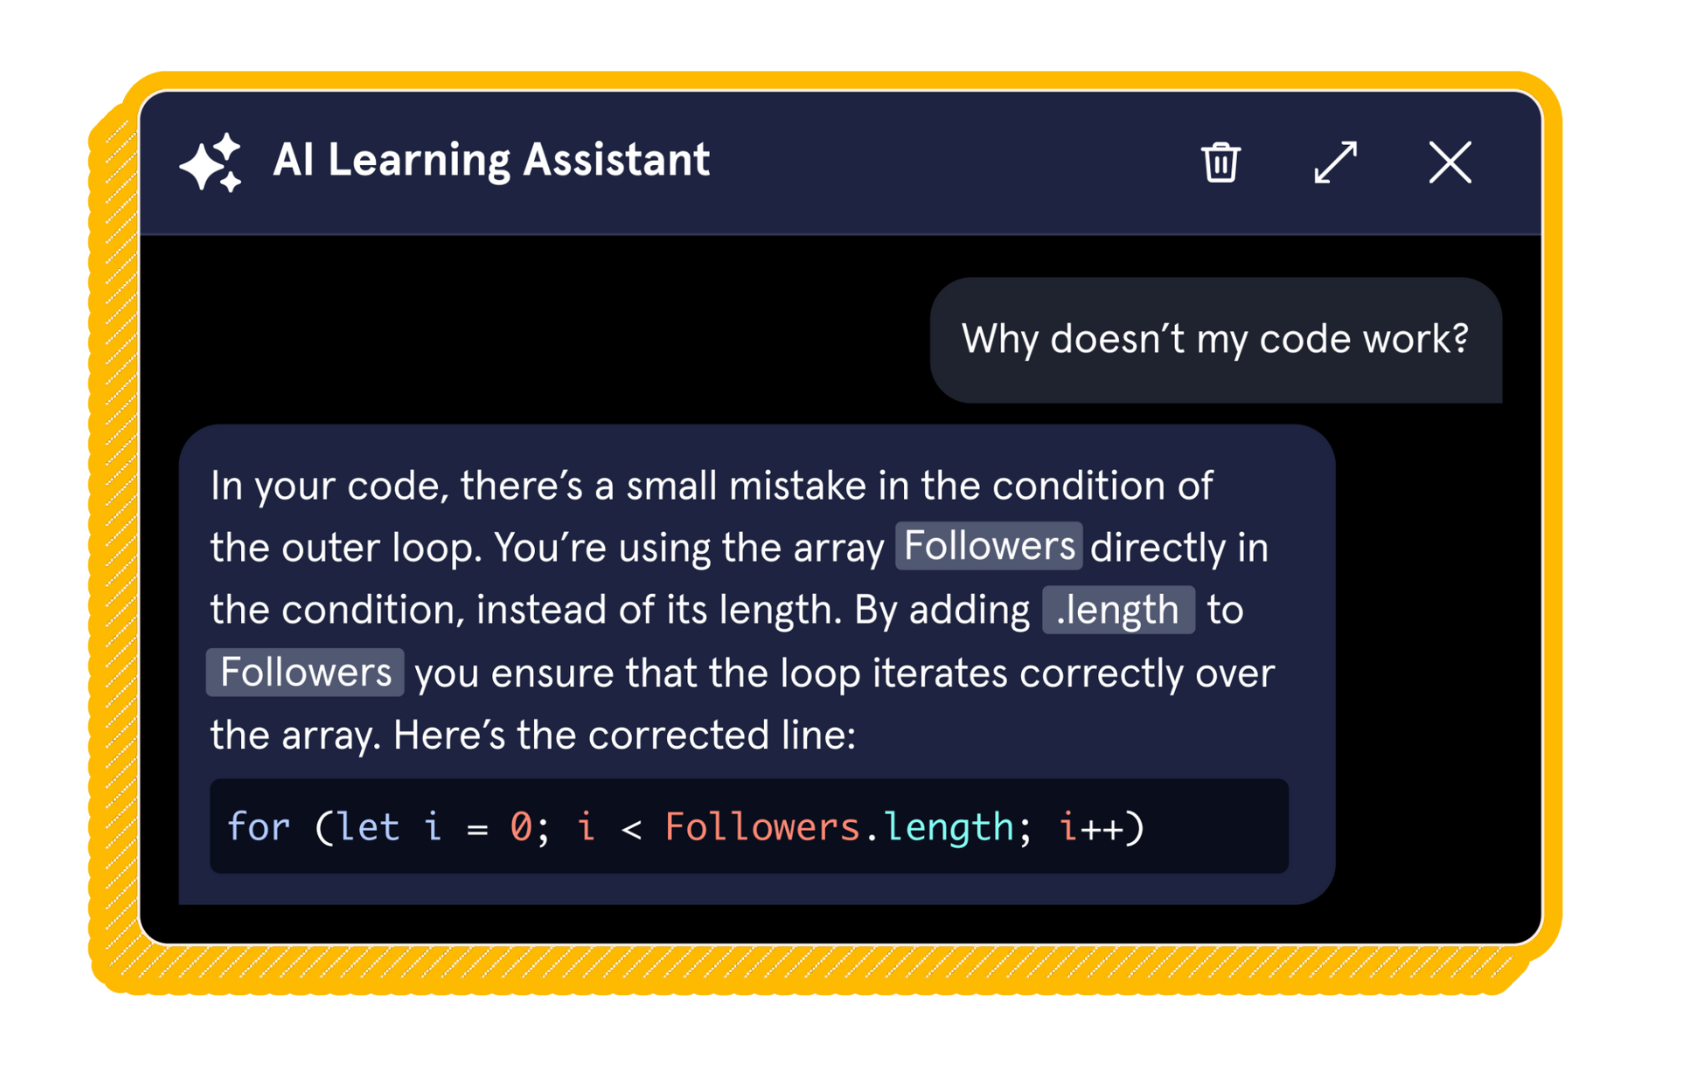 AI Learning Assistant
Why doesn’t my code work?
In your code, there’s a small mistake in the condition of
the outer loop. You’re using the array Followers directly in
the condition, instead of its length. By adding .length to
Followers you ensure that the loop iterates correctly over
the array. Here’s the corrected line:
for (let i = 0; i < Followers.length; i++)